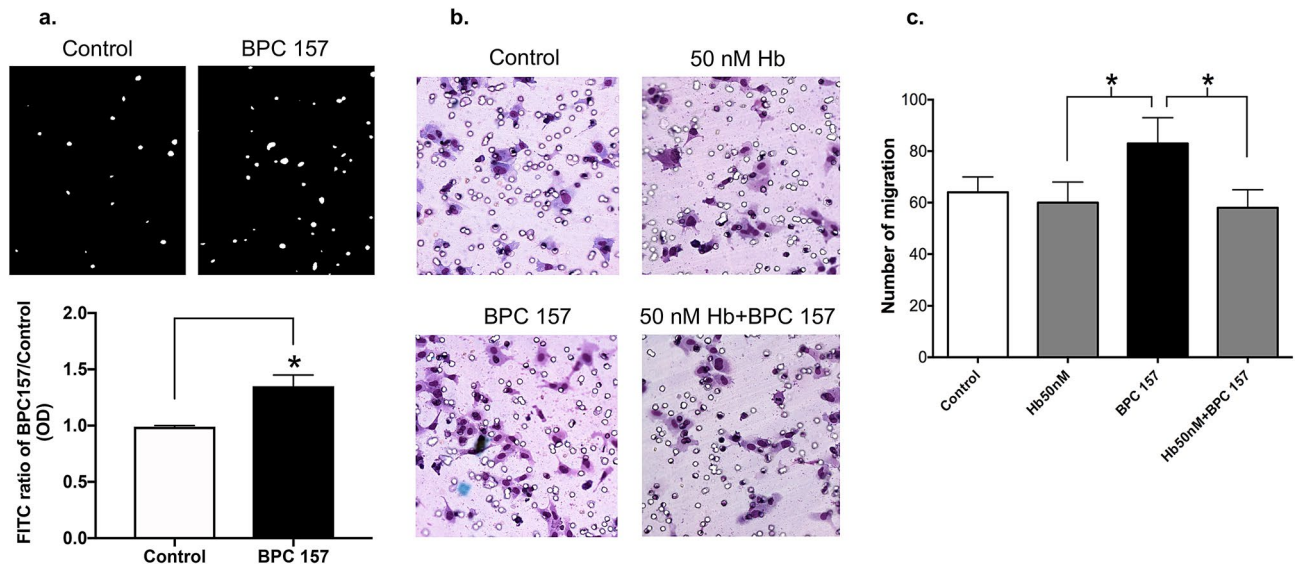 a.
Control
BPC 157
FITC ratio of BPC157/Control
(OD)
2.0
1.5
1.0
0.5
0.0
*
Control
BPC 157
b.
Control
50 nM Hb
BPC 157
50 nM Hb+BPC 157
c.
Number of migration
100
80
60
40
20
0
*
*
Control
Hb50nM
BPC 157
Hb50nM+BPC 157